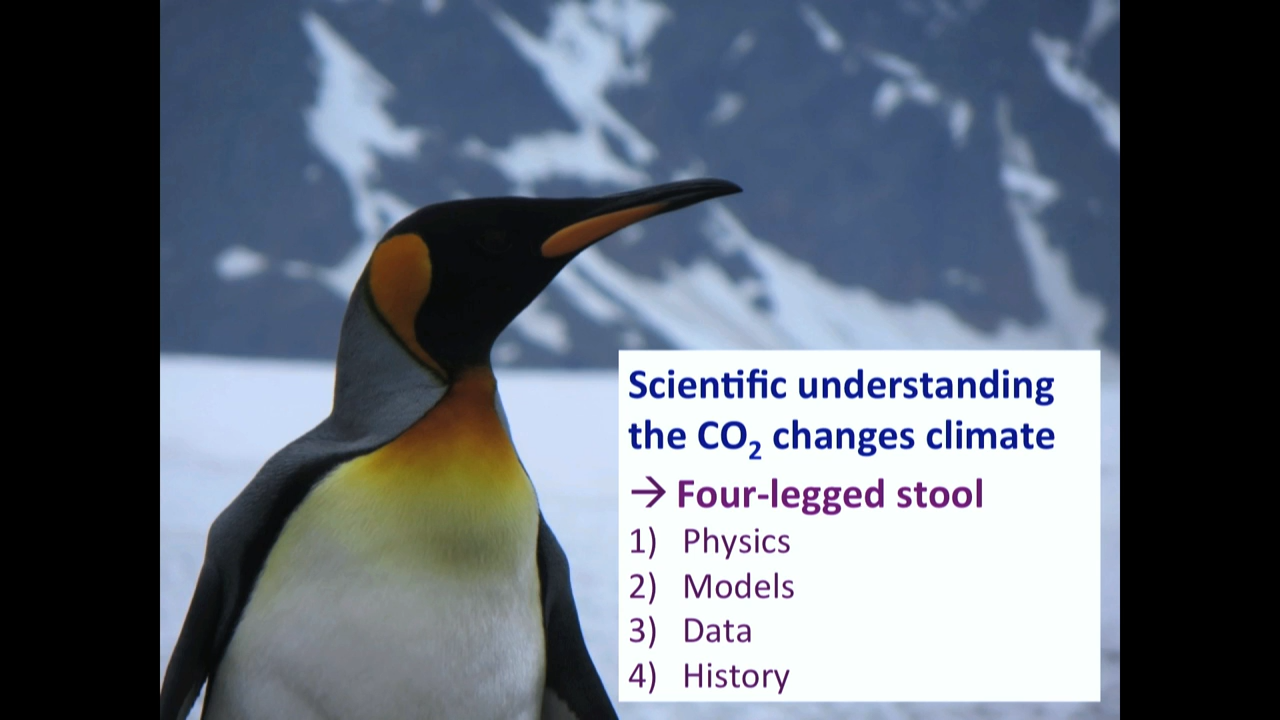 Scientific understanding
the CO₂ changes climate
→ Four-legged stool
1) Physics
2) Models
3) Data
4) History